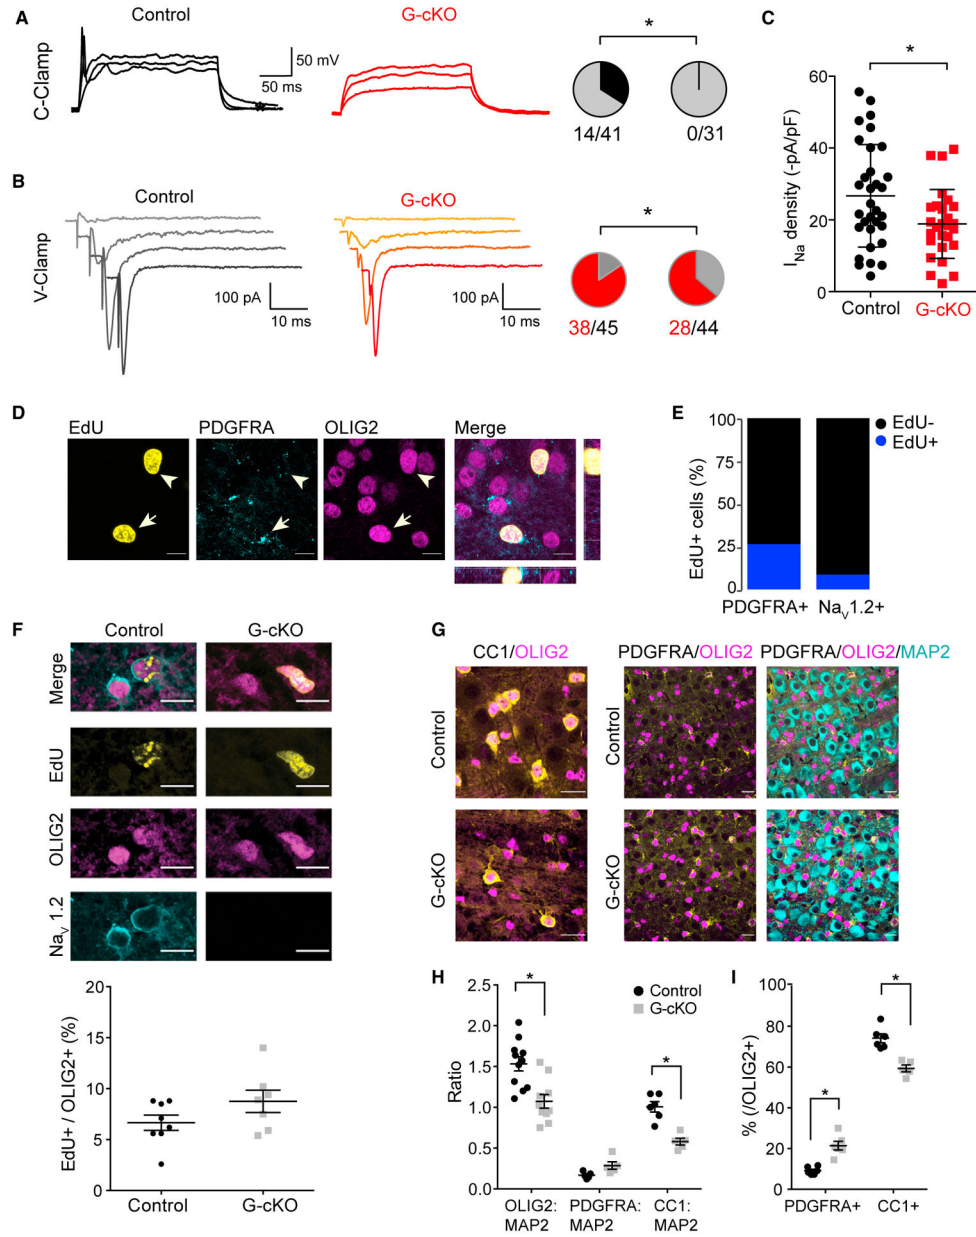 A
Control
G-cKO
*
C-Clamp
50 mV
50 ms
14/41
0/31
B
Control
G-cKO
*
V-Clamp
100 pA
10 ms
100 pA
10 ms
38/45
28/44
C
*
60
40
20
0
I Na density (-pA/pF)
Control
G-cKO
D
EdU
PDGFRA
OLIG2
Merge
E
100
75
50
25
0
EdU+ cells (%)
EdU-
EdU+
PDGFRA+
NaV1.2+
F
Control
G-cKO
Merge
EdU
OLIG2
NaV 1.2
20
15
10
5
0
EdU+ / OLIG2+ (%)
Control
G-cKO
G
CC1/OLIG2
PDGFRA/OLIG2
PDGFRA/OLIG2/MAP2
Control
Control
G-cKO
G-cKO
H
2.5
2.0
1.5
1.0
0.5
0.0
Ratio
*
*
Control
G-cKO
OLIG2:
MAP2
PDGFRA:
MAP2
CC1:
MAP2
I
100
80
60
40
20
0
% (/OLIG2+)
*
*
PDGFRA+
CC1+